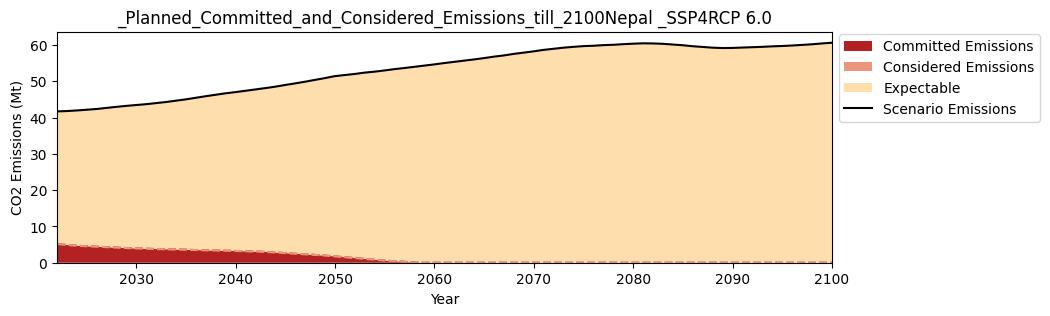 _Planned_Committed_and_Considered_Emissions_till_2100Nepal _SSP4RCP 6.0
CO2 Emissions (Mt)
60
50
40
30
20
10
0
2030
2040
2050
2060
2070
2080
2090
2100
Year
Committed Emissions
Considered Emissions
Expectable
Scenario Emissions